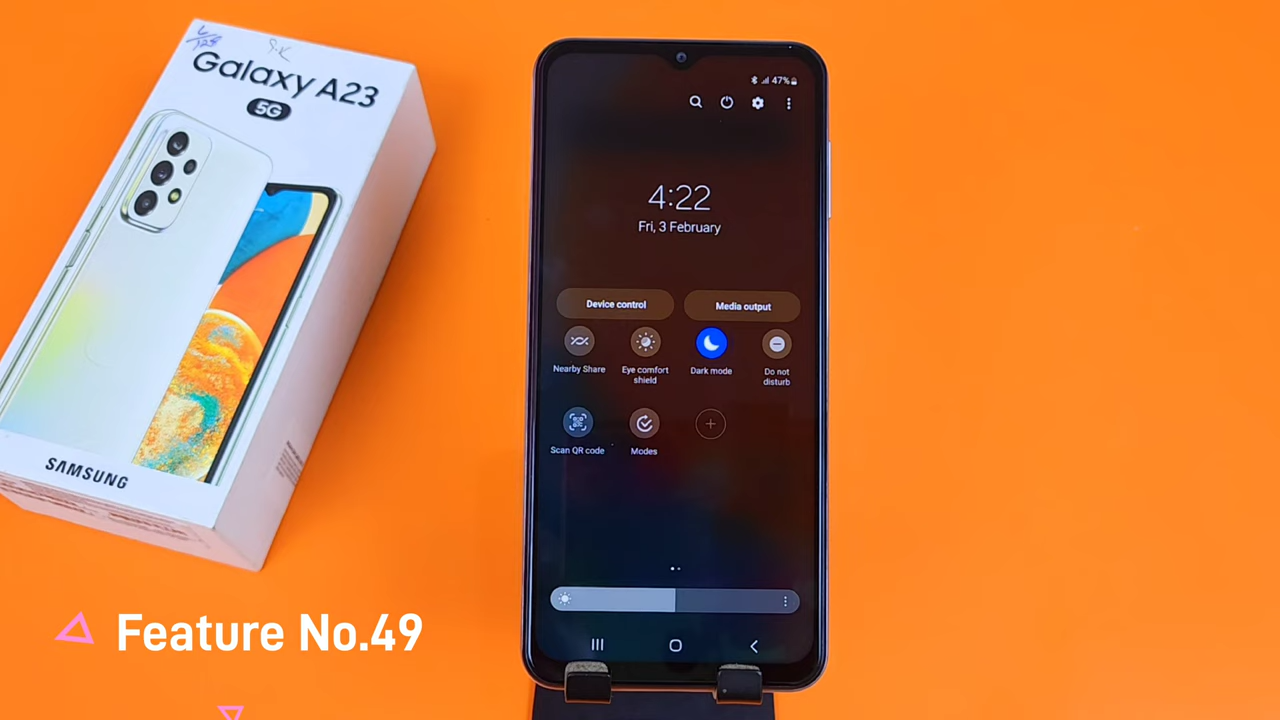 Galaxy A23
5G
SAMSUNG
47%
4:22
Fri, 3 February
Device control
Media output
Nearby Share
Eye comfort
shield
Dark mode
Do not
disturb
Scan QR code
Modes
Feature No.49